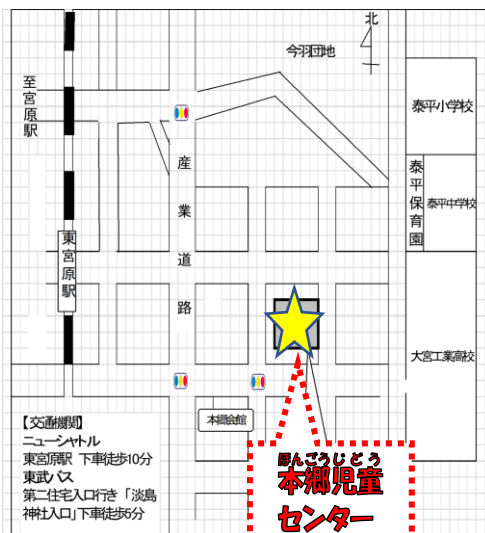 北
今羽団地
至宮原駅
泰平小学校
産業道路
泰平保育園
泰平中学校
東宮原駅
大宮工業高校
本郷会館
【交通機関】
ニューシャトル
東宮原駅 下車徒歩10分
東武バス
第二住宅入口行き「淡島
神社入口」下車徒歩5分
ほんごうじどう
本郷児童
センター